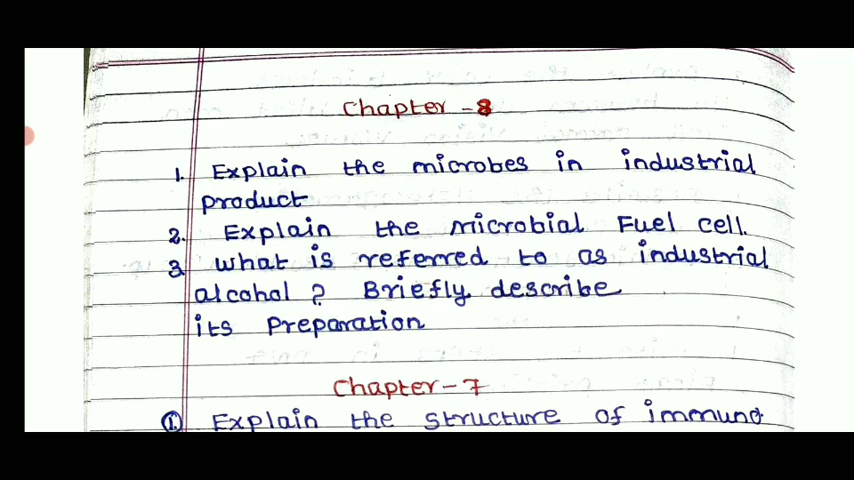 Chapter -8
1. Explain the microbes in industrial
product
2. Explain the microbial Fuel cell.
3 what is referred to as industrial
alcohol ? Briefly describe
its Preparation
Chapter-7
1. Explain the structure of immuno